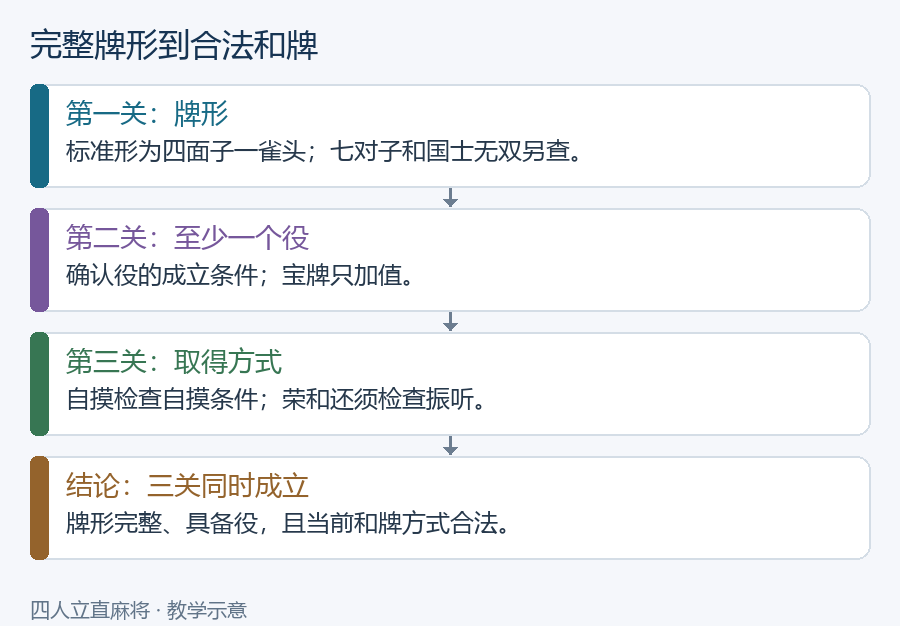 完整牌形到合法和牌
第一关：牌形
标准形为四面子一雀头；七对子和国士无双另查。
第二关：至少一个役
确认役的成立条件；宝牌只加值。
第三关：取得方式
自摸检查自摸条件；荣和还须检查振听。
结论：三关同时成立
牌形完整、具备役，且当前和牌方式合法。
四人立直麻将 · 教学示意